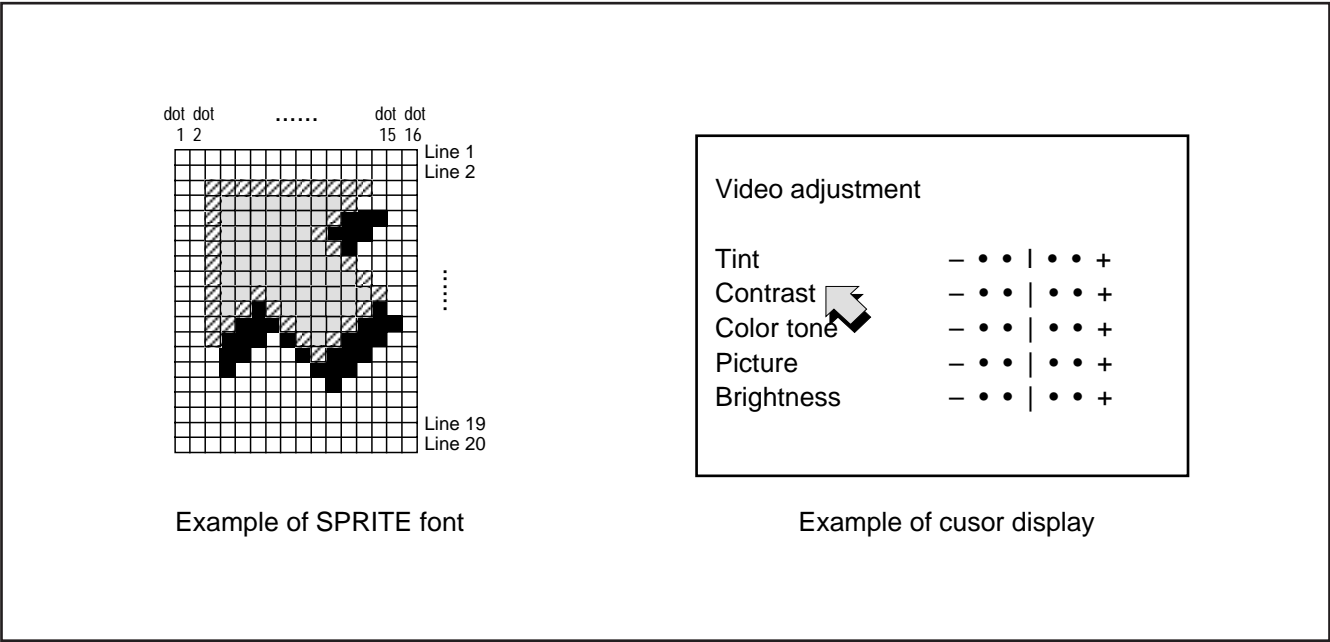 dot dot ...... dot dot
1 2 15 16
Line 1
Line 2
Line 19
Line 20
Example of SPRITE font
Video adjustment
Tint – • • | • • +
Contrast – • • | • • +
Color tone – • • | • • +
Picture – • • | • • +
Brightness – • • | • • +
Example of cusor display